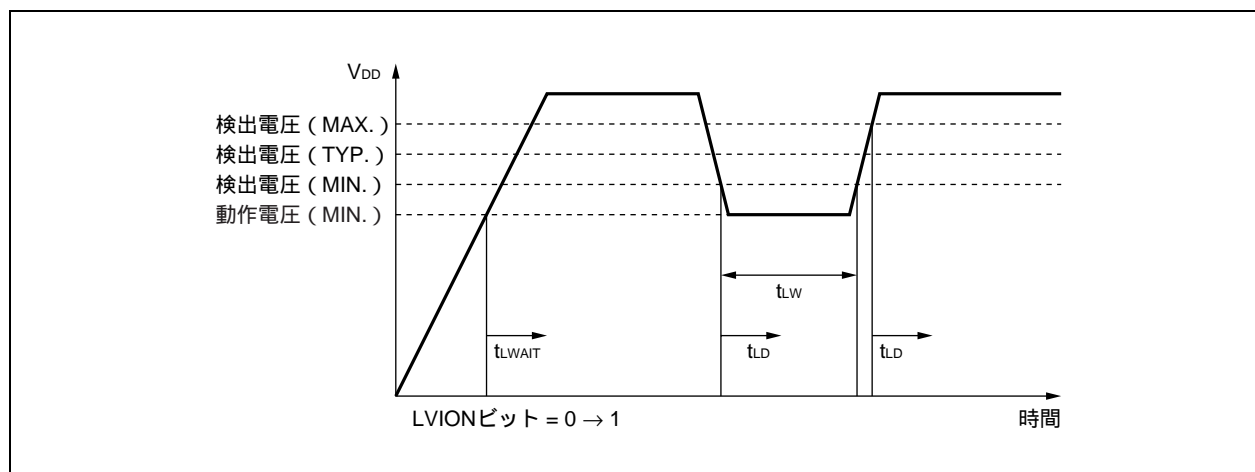 VDD
検出電圧（MAX.）
検出電圧（TYP.）
検出電圧（MIN.）
動作電圧（MIN.）
tLW
tLWAIT
tLD
tLD
LVIONビット = 0 → 1
時間